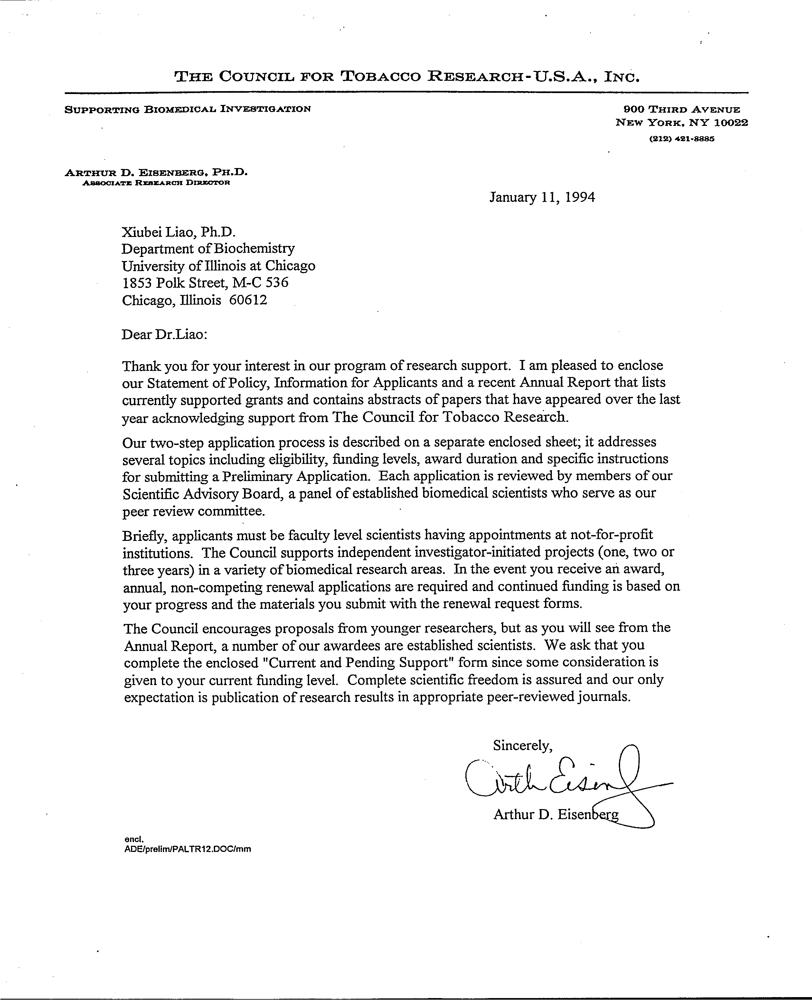 THE COUNCIL FOR TOBACCO RESEARCH-U.S.A., INC.
SUPPORTING BIOMEDICAL INVESTIGATION
900 THIRD AVENUE
NEW YORK, NY 10022
(212) 421-8885
ARTHUR D. EISENBERG, PH.D.
ASSOCIATE RESEARCH DIRECTOR
January 11, 1994
Xiubei Liao, Ph.D.
Department of Biochemistry
University of Illinois at Chicago
1853 Polk Street, M-C 536
Chicago, Illinois 60612
Dear Dr.Liao:
Thank you for your interest in our program of research support. I am pleased to enclose
our Statement of Policy, Information for Applicants and a recent Annual Report that lists
currently supported grants and contains abstracts of papers that have appeared over the last
year acknowledging support from The Council for Tobacco Research.
Our two-step application process is described on a separate enclosed sheet; it addresses
several topics including eligibility, funding levels, award duration and specific instructions
for submitting a Preliminary Application. Each application is reviewed by members of our
Scientific Advisory Board, a panel of established biomedical scientists who serve as our
peer review committee.
Briefly, applicants must be faculty level scientists having appointments at not-for-profit
institutions. The Council supports independent investigator-initiated projects (one, two or
three years) in a variety of biomedical research areas. In the event you receive an award,
annual, non-competing renewal applications are required and continued funding is based on
your progress and the materials you submit with the renewal request forms.
The Council encourages proposals from younger researchers, but as you will see from the
Annual Report, a number of our awardees are established scientists. We ask that you
complete the enclosed "Current and Pending Support" form since some consideration is
given to your current funding level. Complete scientific freedom is assured and our only
expectation is publication of research results in appropriate peer-reviewed journals.
Sincerely,
Arthur D. Eisenberg
encl.
ADE/prelim/PALTR12.DOC/mm